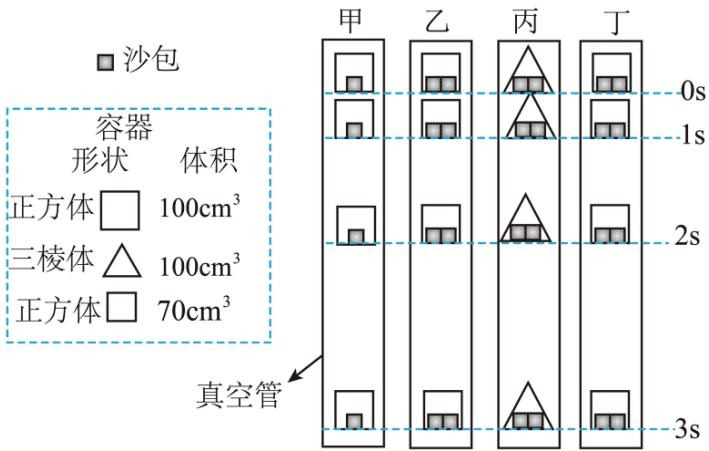 甲 乙 丙 丁
沙包
0s
1s
2s
3s
容器
形状 体积
正方体 100cm³
三棱体 100cm³
正方体 70cm³
真空管